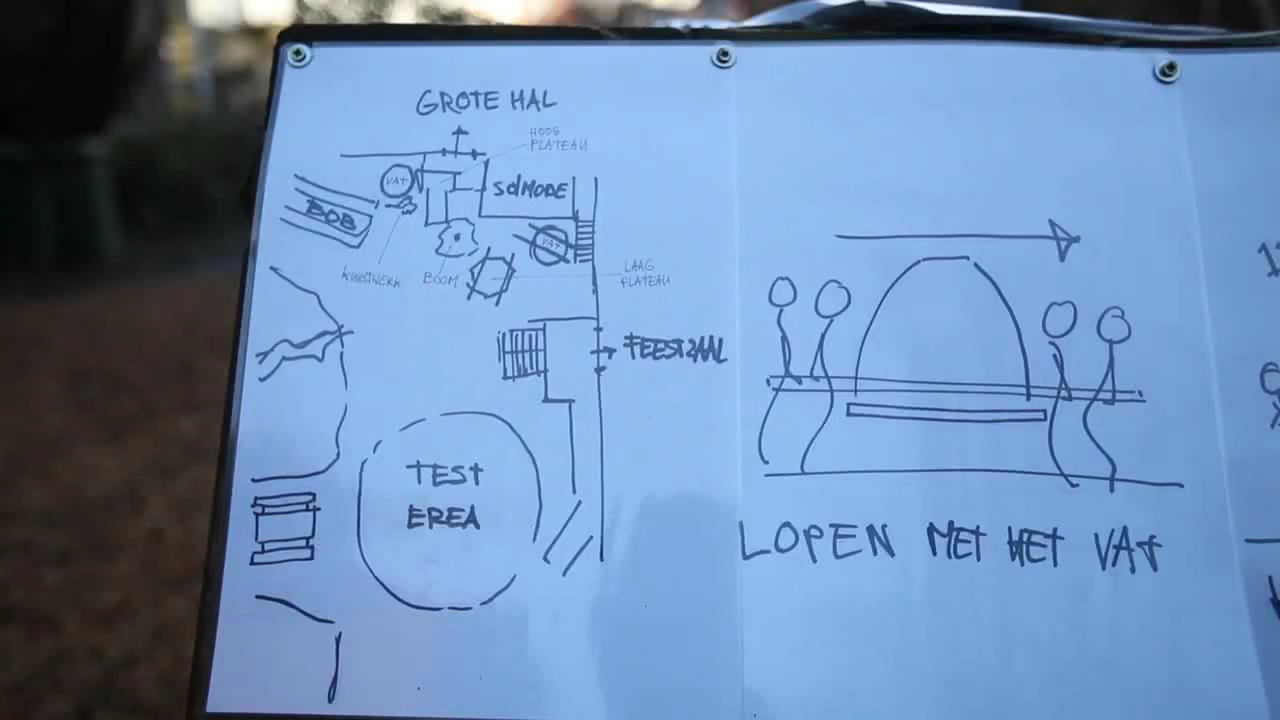 GROTE HAL
HOOG
PLATEAU
VAT
SdMODE
BOB
VAT
KUNSTWERK
BOOM
LAAG
PLATEAU
FEESTZAAL
TEST
EREA
LOPEN MET HET VAT